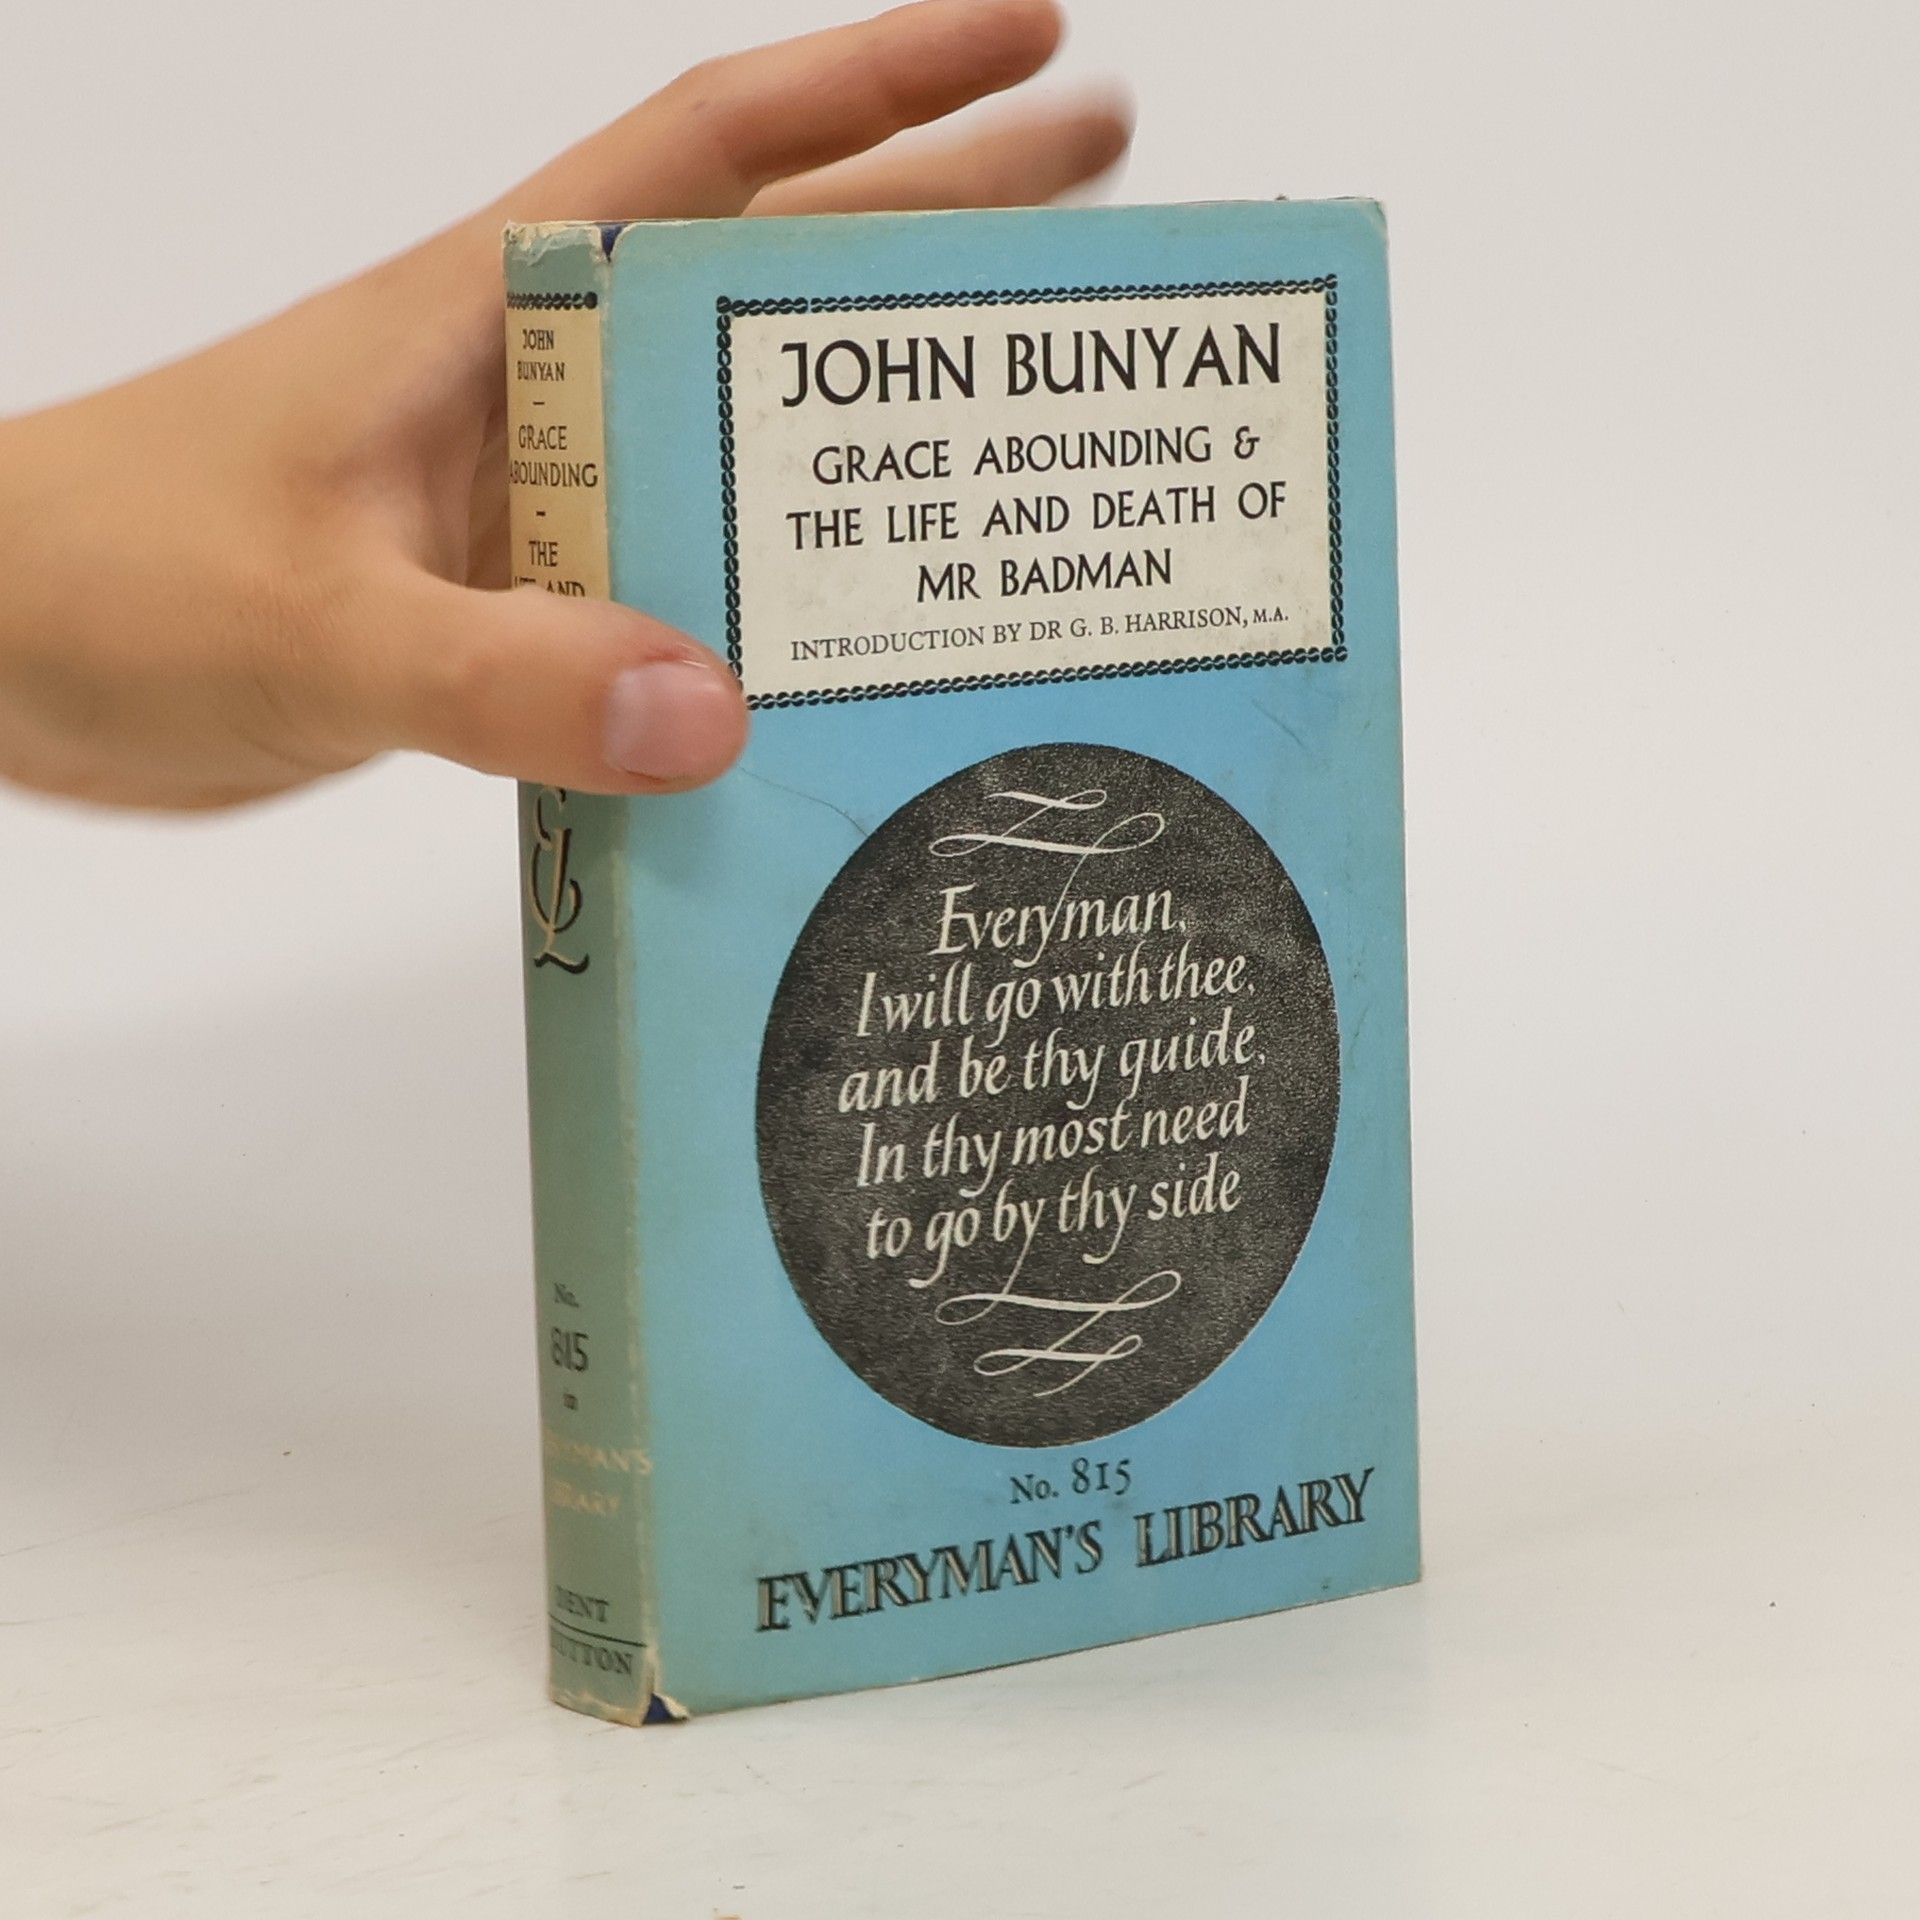 JOHN
BUNYAN
–
GRACE
ABOUNDING
-
THE
AND
EL
No.
815
in
DENT
JOHN BUNYAN
GRACE ABOUNDING &
THE LIFE AND DEATH OF
MR BADMAN
INTRODUCTION BY DR G. B. HARRISON, M.A.
Everyman,
I will go with thee,
and be thy guide,
In thy most need
to go by thy side
No. 815
EVERYMAN'S LIBRARY